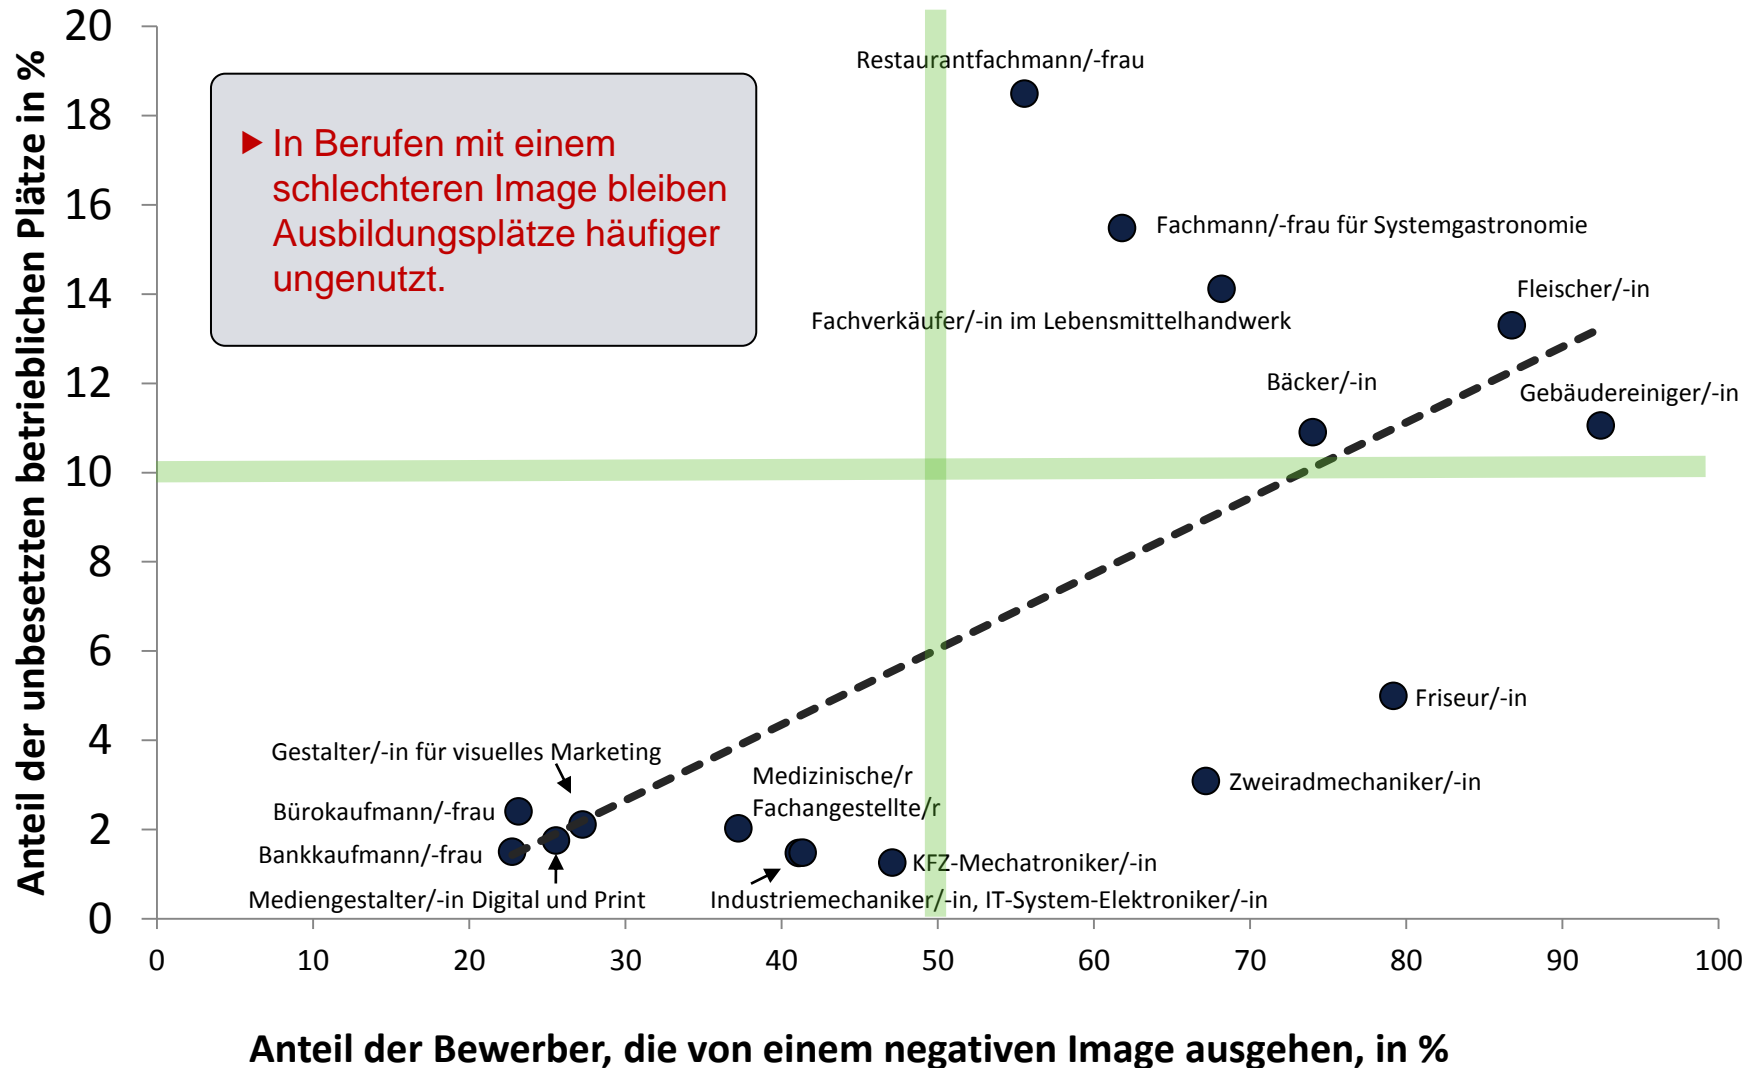 Anteil der unbesetzten betrieblichen Plätze in %
20
18
16
14
12
10
8
6
4
2
0
▶ In Berufen mit einem
schlechteren Image bleiben
Ausbildungsplätze häufiger
ungenutzt.
Restaurantfachmann/-frau
Fachmann/-frau für Systemgastronomie
Fleischer/-in
Fachverkäufer/-in im Lebensmittelhandwerk
Bäcker/-in
Gebäudereiniger/-in
Friseur/-in
Gestalter/-in für visuelles Marketing
Medizinische/r
Fachangestellte/r
Zweiradmechaniker/-in
Bürokaufmann/-frau
Bankkaufmann/-frau
KFZ-Mechatroniker/-in
Mediengestalter/-in Digital und Print
Industriemechaniker/-in, IT-System-Elektroniker/-in
0 10 20 30 40 50 60 70 80 90 100
Anteil der Bewerber, die von einem negativen Image ausgehen, in %